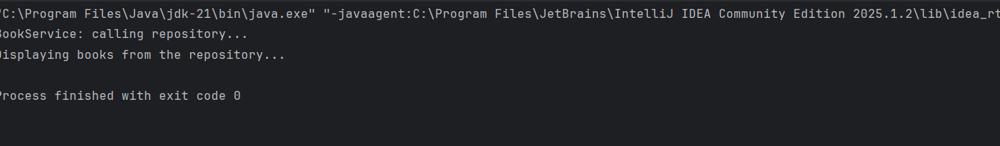 "C:\Program Files\Java\jdk-21\bin\java.exe" "-javaagent:C:\Program Files\JetBrains\IntelliJ IDEA Community Edition 2025.1.2\lib\idea_rt
BookService: calling repository...
Displaying books from the repository...
Process finished with exit code 0